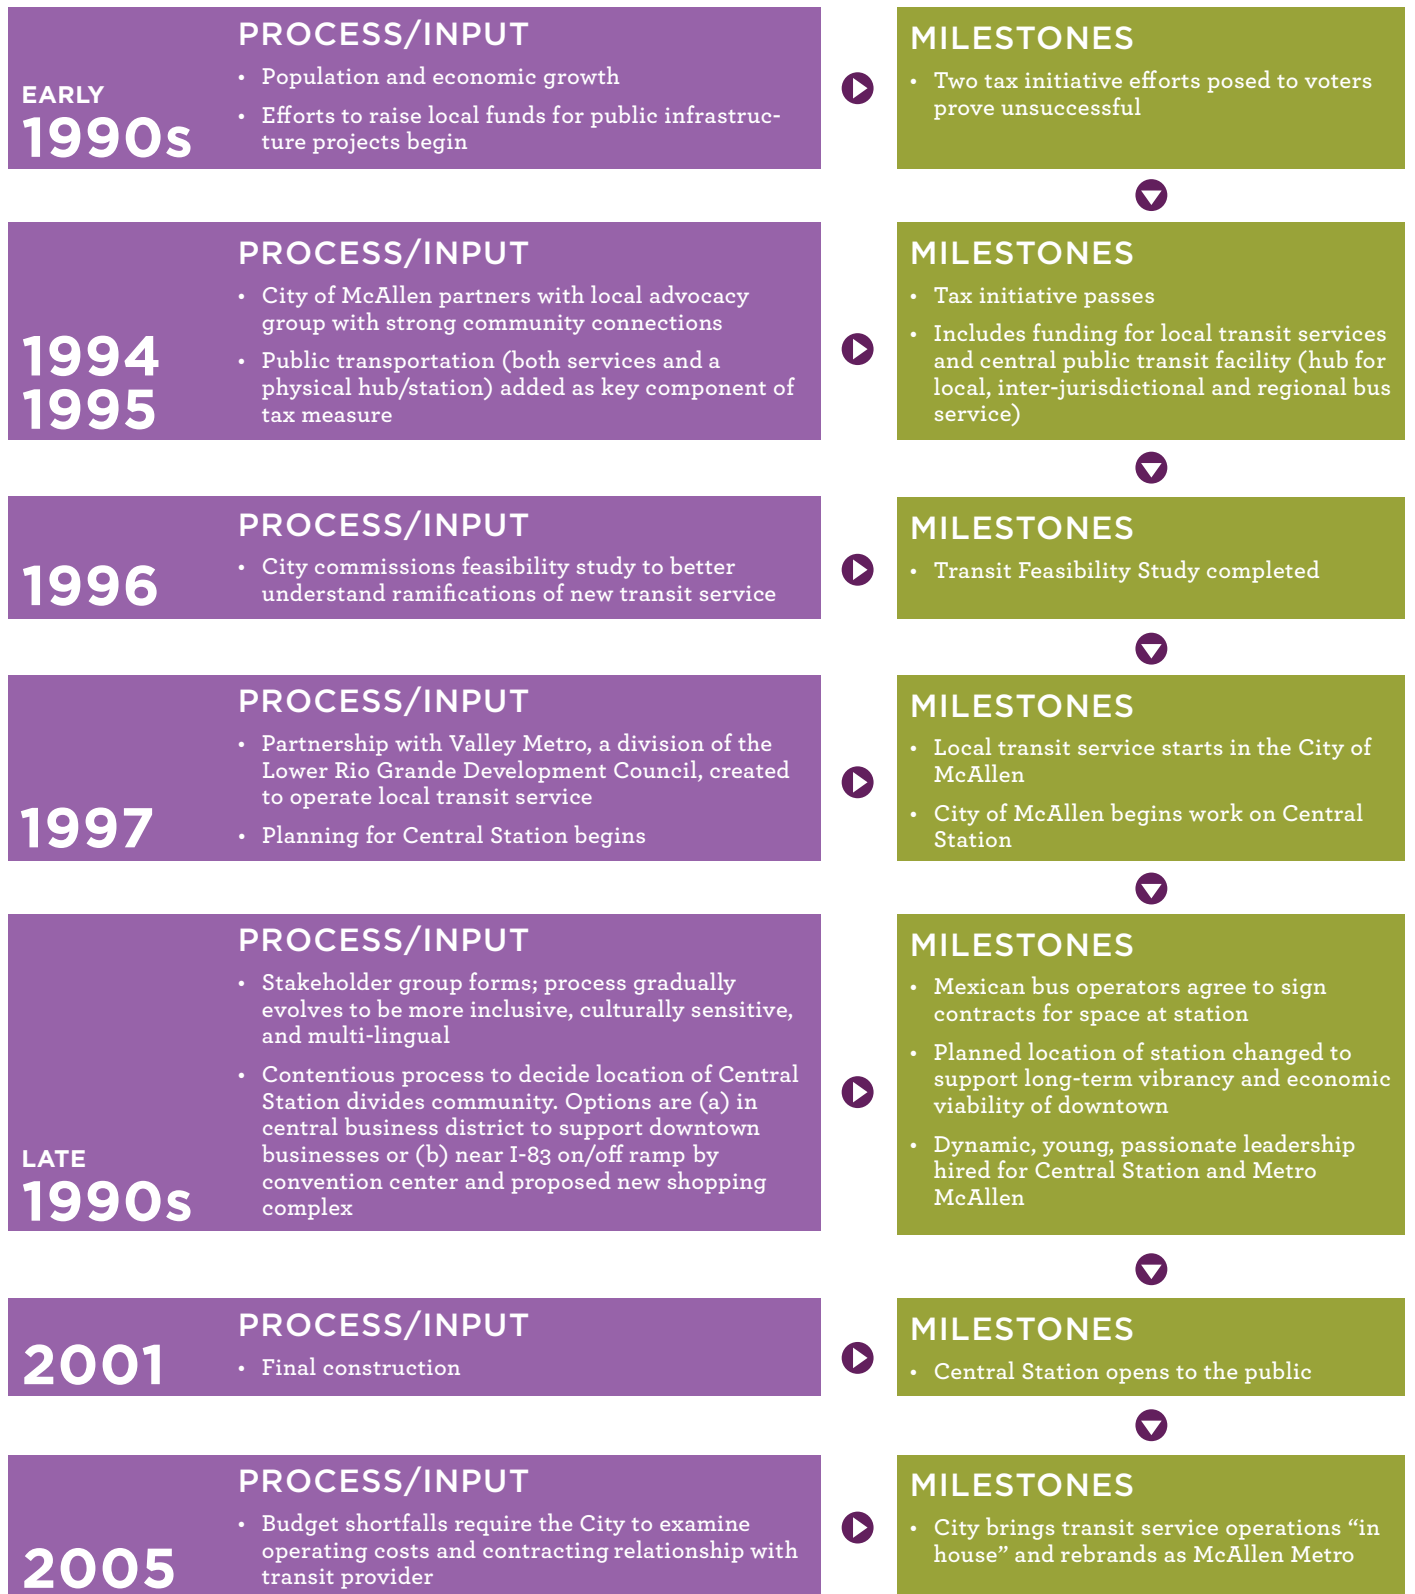 EARLY
1990s
PROCESS/INPUT
• Population and economic growth
• Efforts to raise local funds for public infrastruc-
ture projects begin
MILESTONES
• Two tax initiative efforts posed to voters
prove unsuccessful
1994
1995
PROCESS/INPUT
• City of McAllen partners with local advocacy
group with strong community connections
• Public transportation (both services and a
physical hub/station) added as key component of
tax measure
MILESTONES
• Tax initiative passes
• Includes funding for local transit services
and central public transit facility (hub for
local, inter-jurisdictional and regional bus
service)
1996
PROCESS/INPUT
• City commissions feasibility study to better
understand ramifications of new transit service
MILESTONES
• Transit Feasibility Study completed
1997
PROCESS/INPUT
• Partnership with Valley Metro, a division of the
Lower Rio Grande Development Council, created
to operate local transit service
• Planning for Central Station begins
MILESTONES
• Local transit service starts in the City of
McAllen
• City of McAllen begins work on Central
Station
LATE
1990s
PROCESS/INPUT
• Stakeholder group forms; process gradually
evolves to be more inclusive, culturally sensitive,
and multi-lingual
• Contentious process to decide location of Central
Station divides community. Options are (a) in
central business district to support downtown
businesses or (b) near I-83 on/off ramp by
convention center and proposed new shopping
complex
MILESTONES
• Mexican bus operators agree to sign
contracts for space at station
• Planned location of station changed to
support long-term vibrancy and economic
viability of downtown
• Dynamic, young, passionate leadership
hired for Central Station and Metro
McAllen
2001
PROCESS/INPUT
• Final construction
MILESTONES
• Central Station opens to the public
2005
PROCESS/INPUT
• Budget shortfalls require the City to examine
operating costs and contracting relationship with
transit provider
MILESTONES
• City brings transit service operations “in
house” and rebrands as McAllen Metro